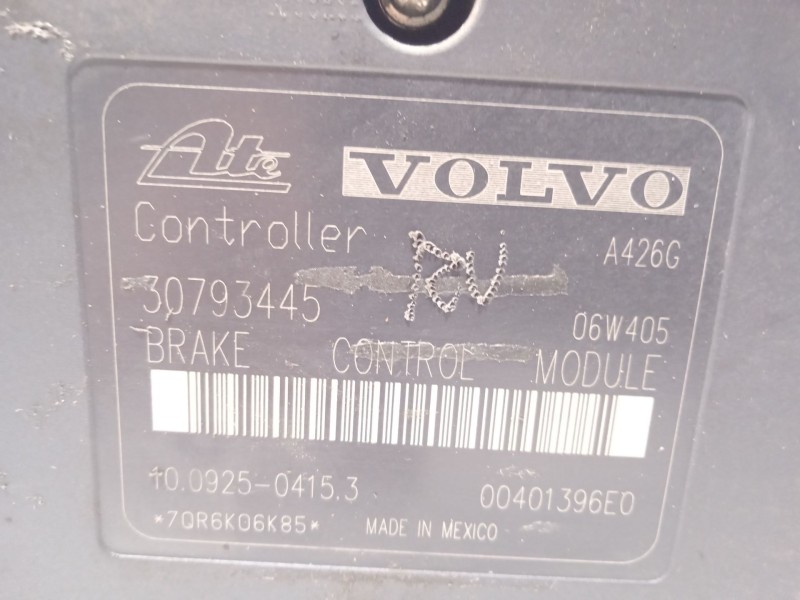 Ate VOLVO
Controller A426G
30793445 06W405
BRAKE CONTROL MODULE
10.0925-0415.3 00401396E0
*7QR6K06K85* MADE IN MEXICO